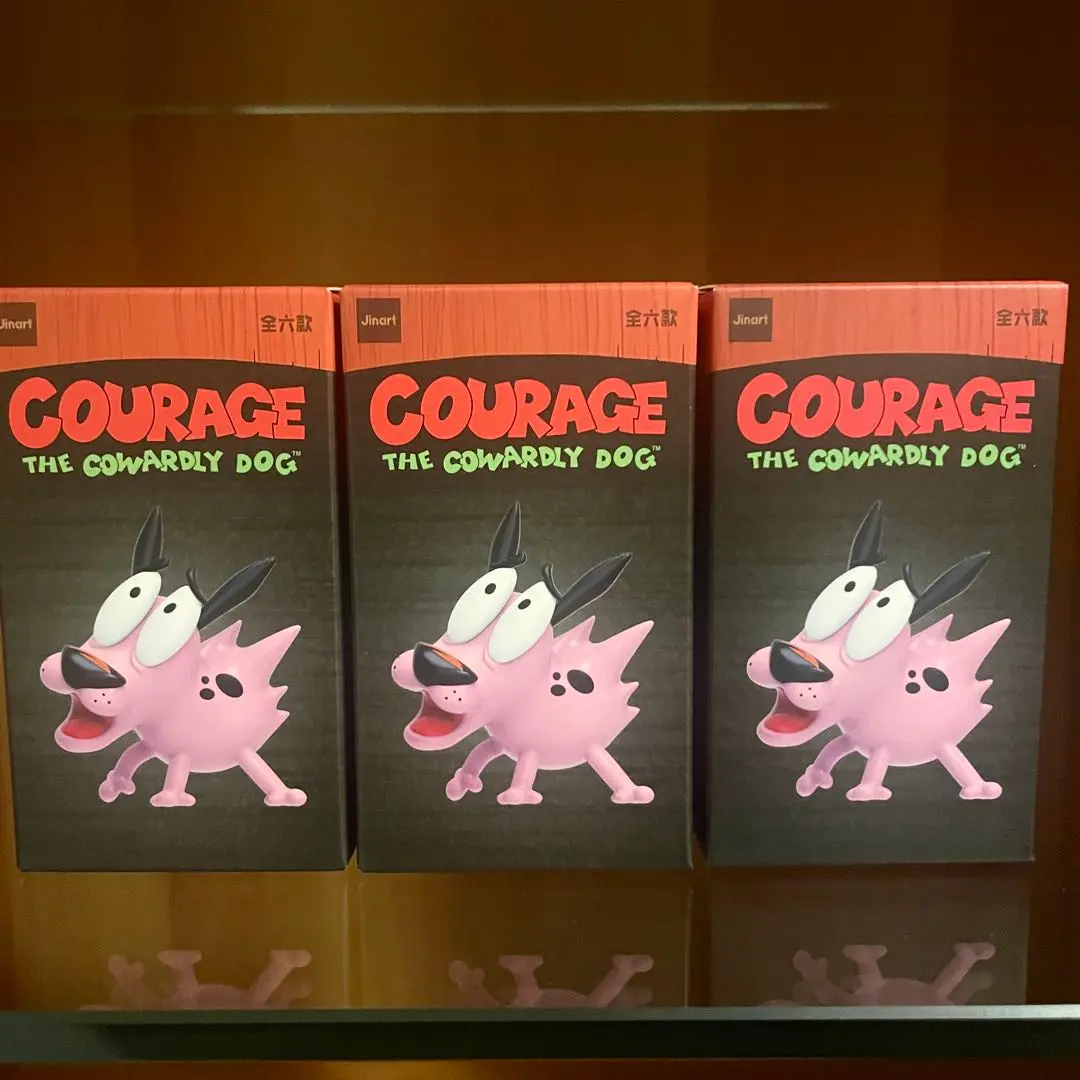 Jinart
全六款
COURAGE
THE COWARDLY DOG™
Jinart
全六款
COURAGE
THE COWARDLY DOG™
Jinart
全六款
COURAGE
THE COWARDLY DOG™